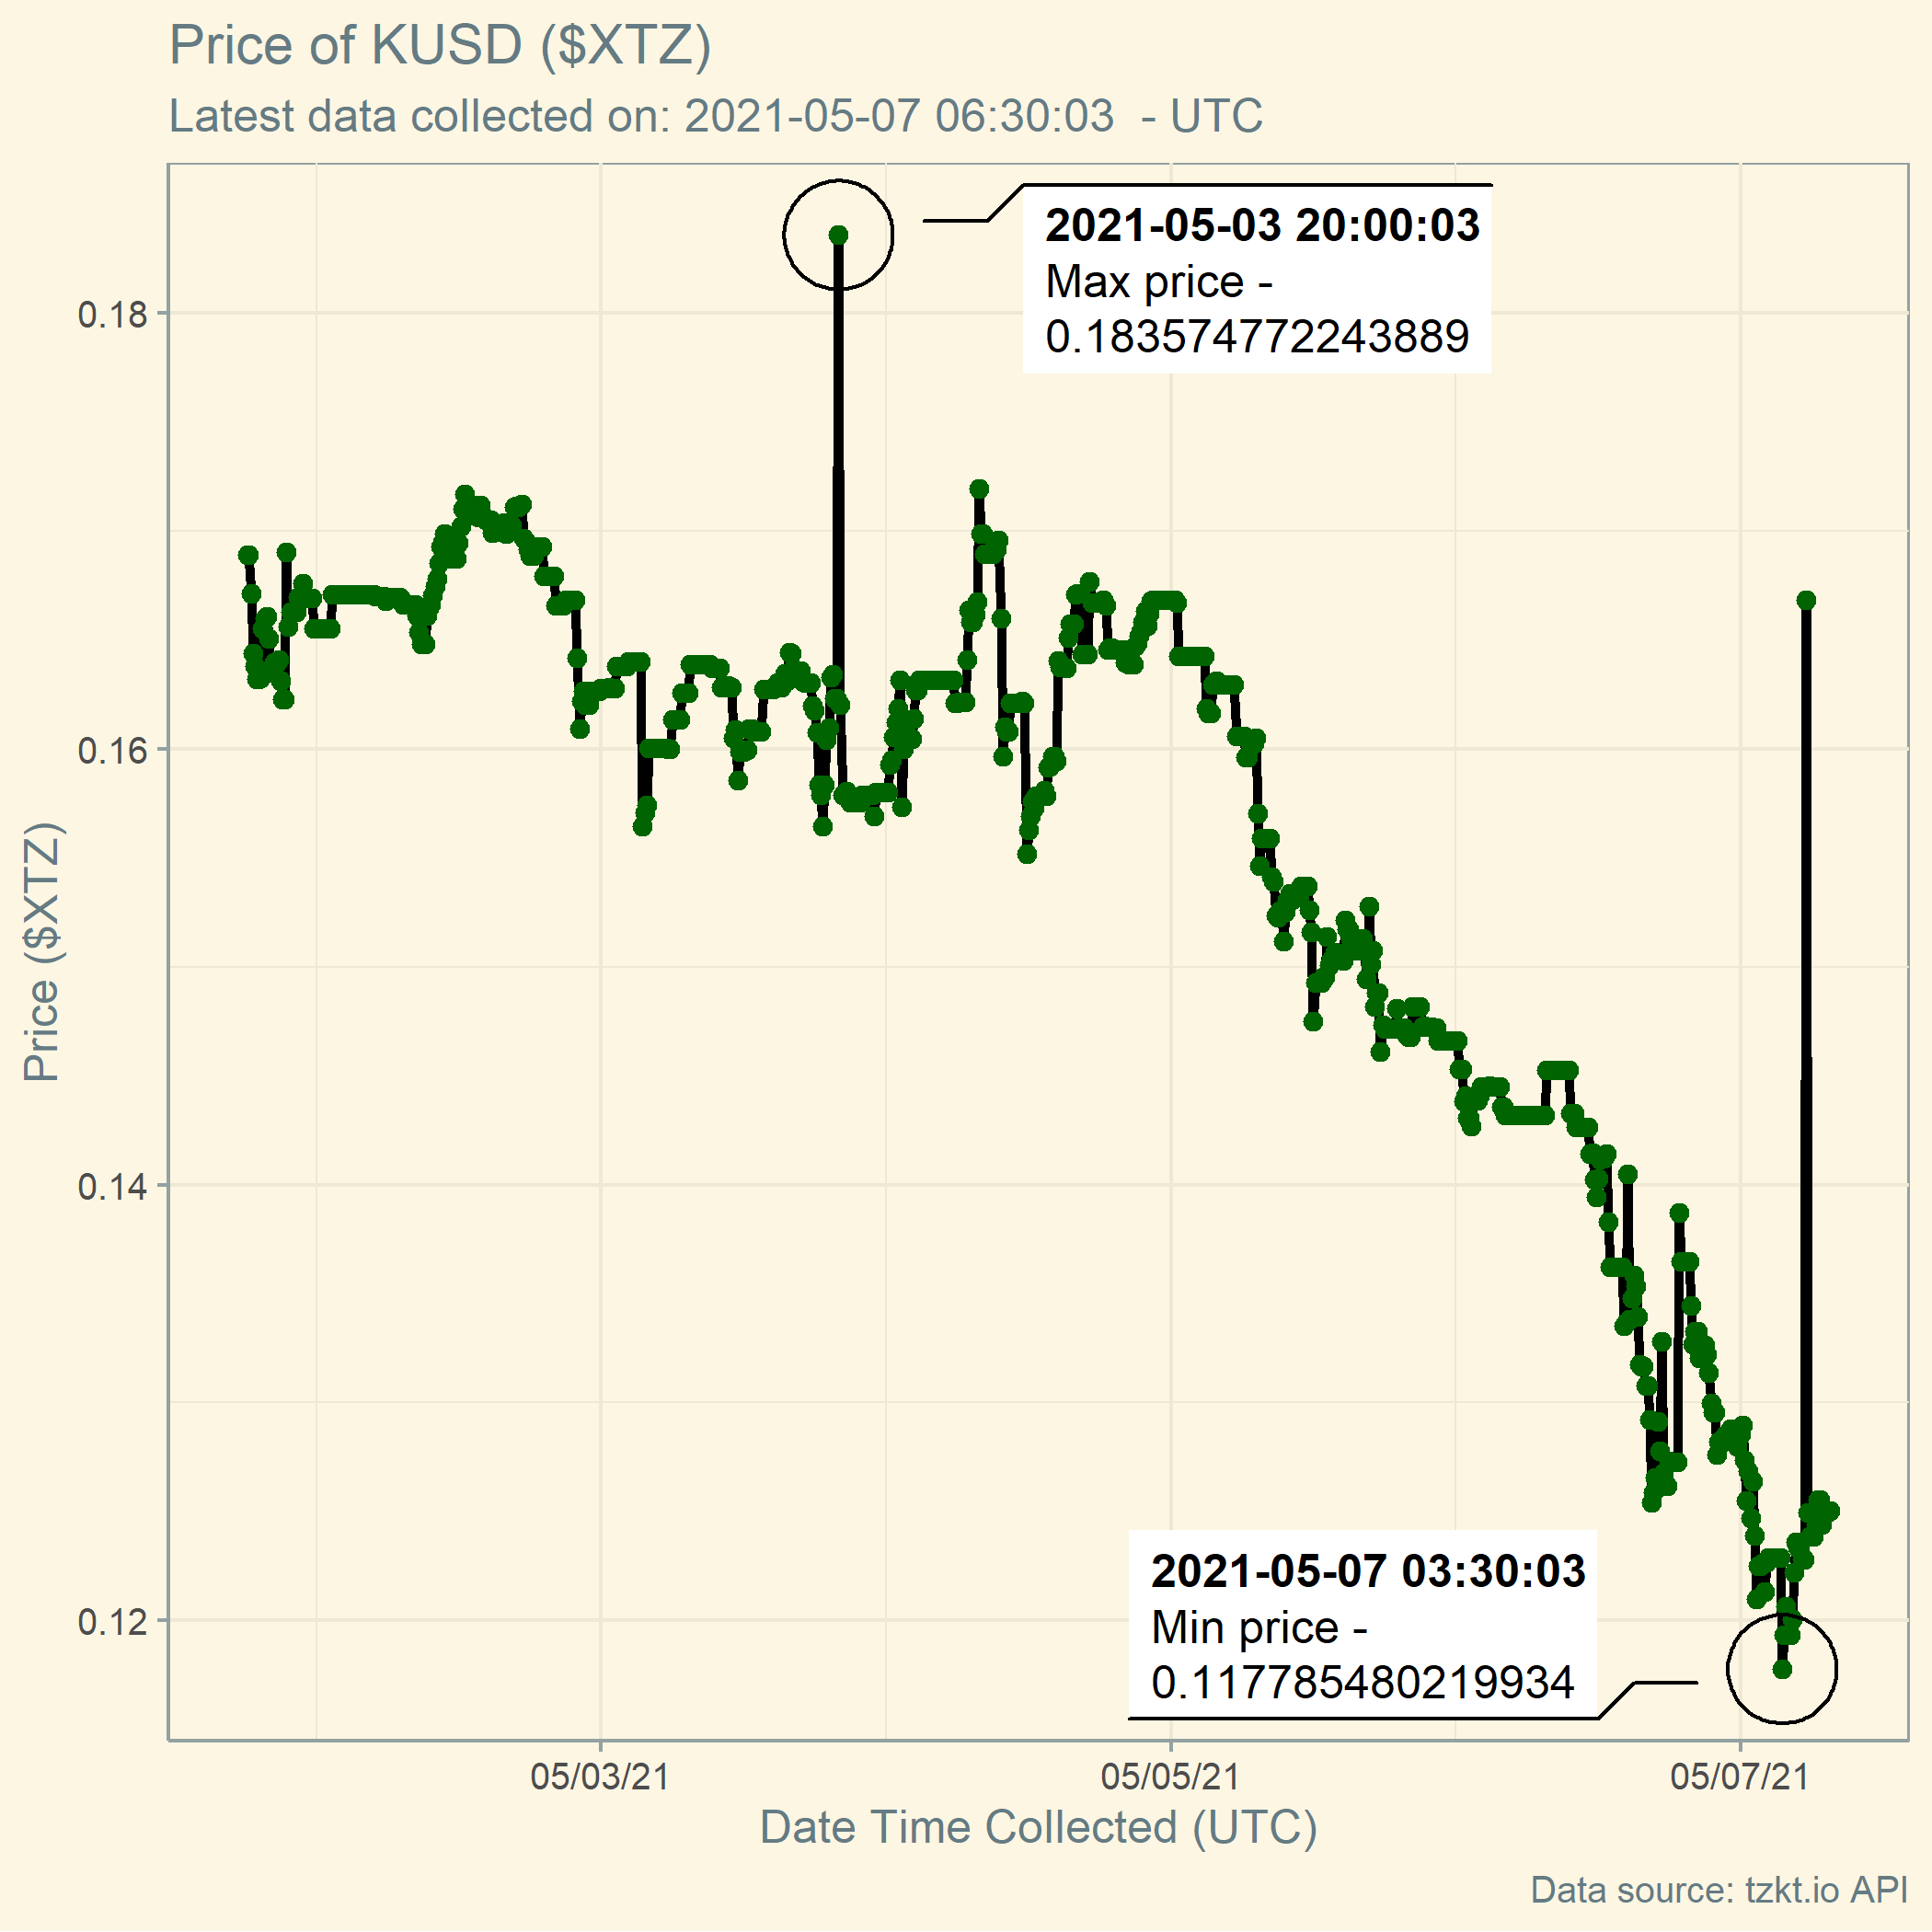 Price of KUSD ($XTZ)
Latest data collected on: 2021-05-07 06:30:03  - UTC
2021-05-03 20:00:03
Max price -
0.183574772243889
0.18
0.16
0.14
0.12
Price ($XTZ)
2021-05-07 03:30:03
Min price -
0.117785480219934
05/03/21
05/05/21
05/07/21
Date Time Collected (UTC)
Data source: tzkt.io API